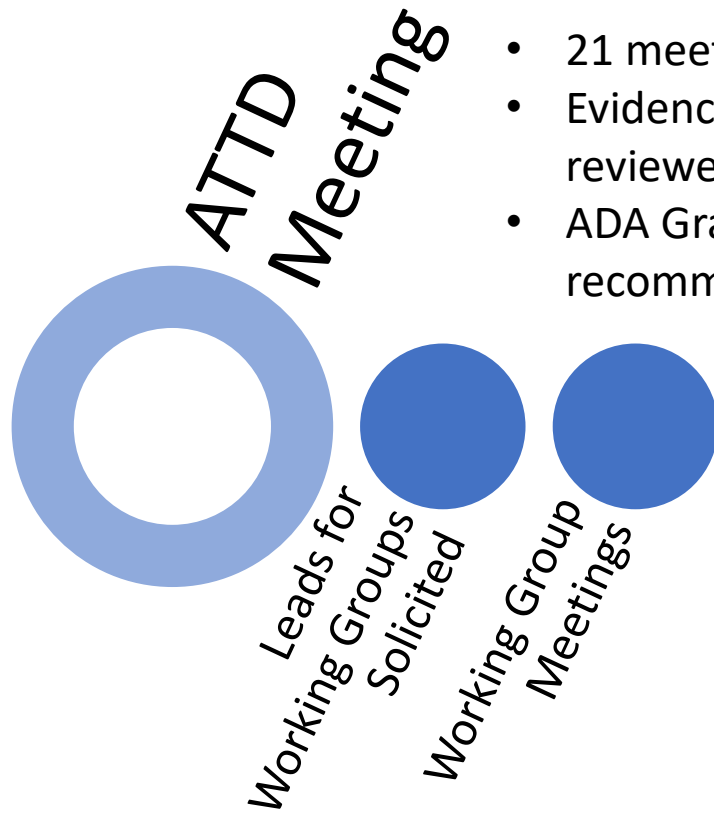 ATTD
Meeting
• 21 meet
• Evidenc
reviewe
• ADA Gra
recomm
Leads for
Working Groups
Solicited
Working Group
Meetings